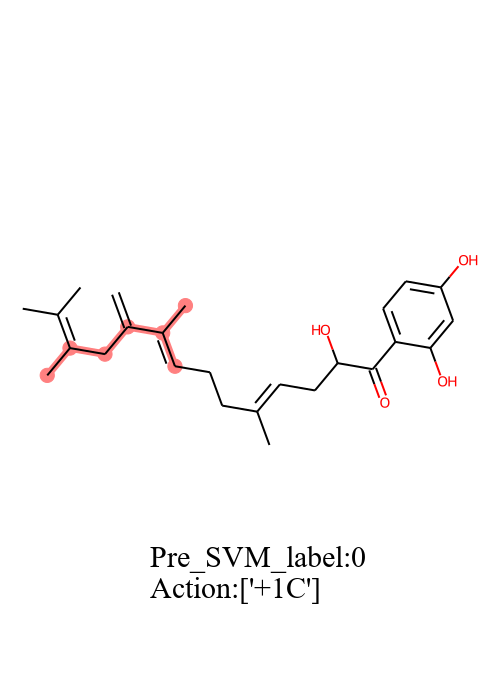 OH
HO
OH
O
Pre_SVM_label:0
Action:['+1C']